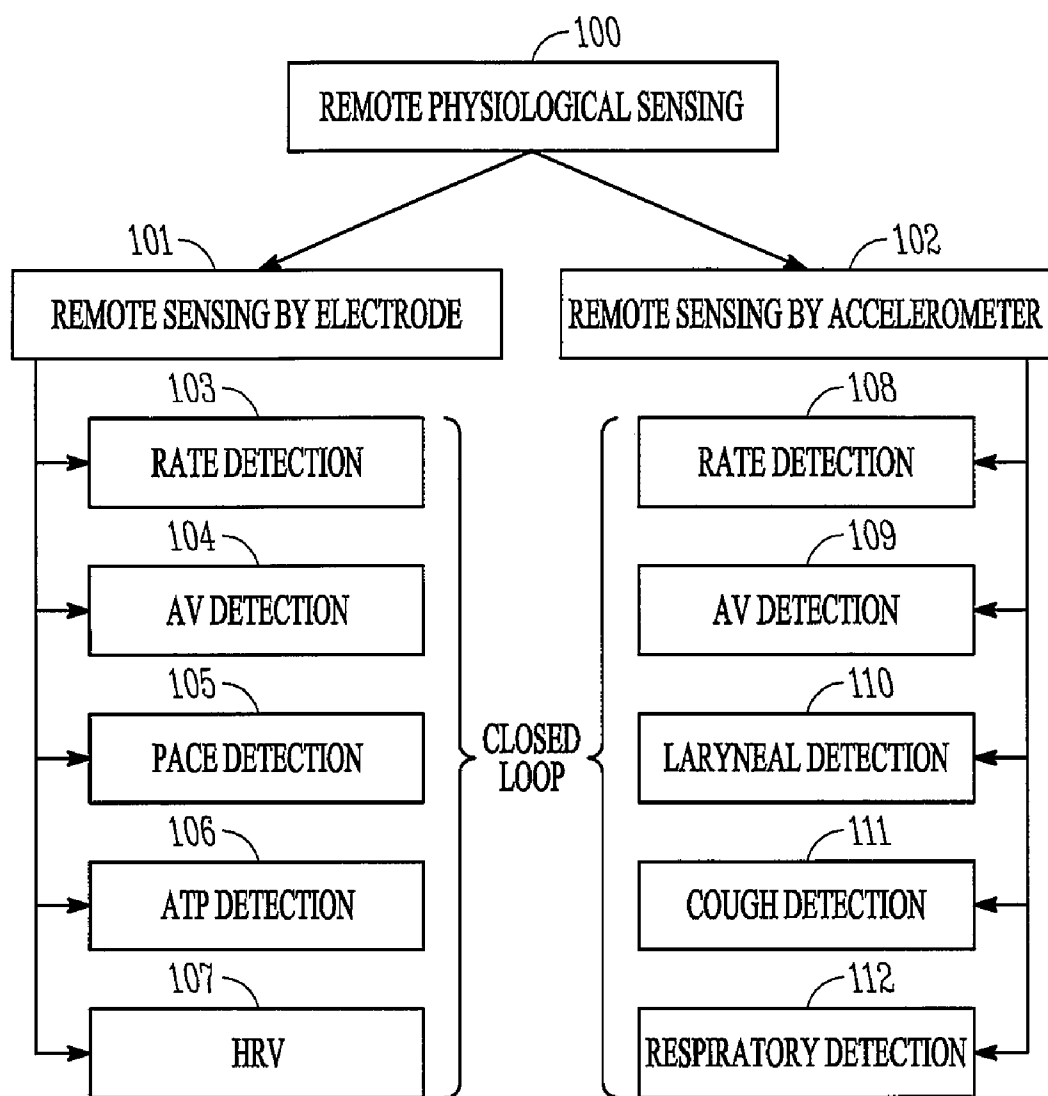 100
REMOTE PHYSIOLOGICAL SENSING
101
REMOTE SENSING BY ELECTRODE
102
REMOTE SENSING BY ACCELEROMETER
103
RATE DETECTION
104
AV DETECTION
105
PACE DETECTION
106
ATP DETECTION
107
HRV
CLOSED
LOOP
108
RATE DETECTION
109
AV DETECTION
110
LARYNEAL DETECTION
111
COUGH DETECTION
112
RESPIRATORY DETECTION